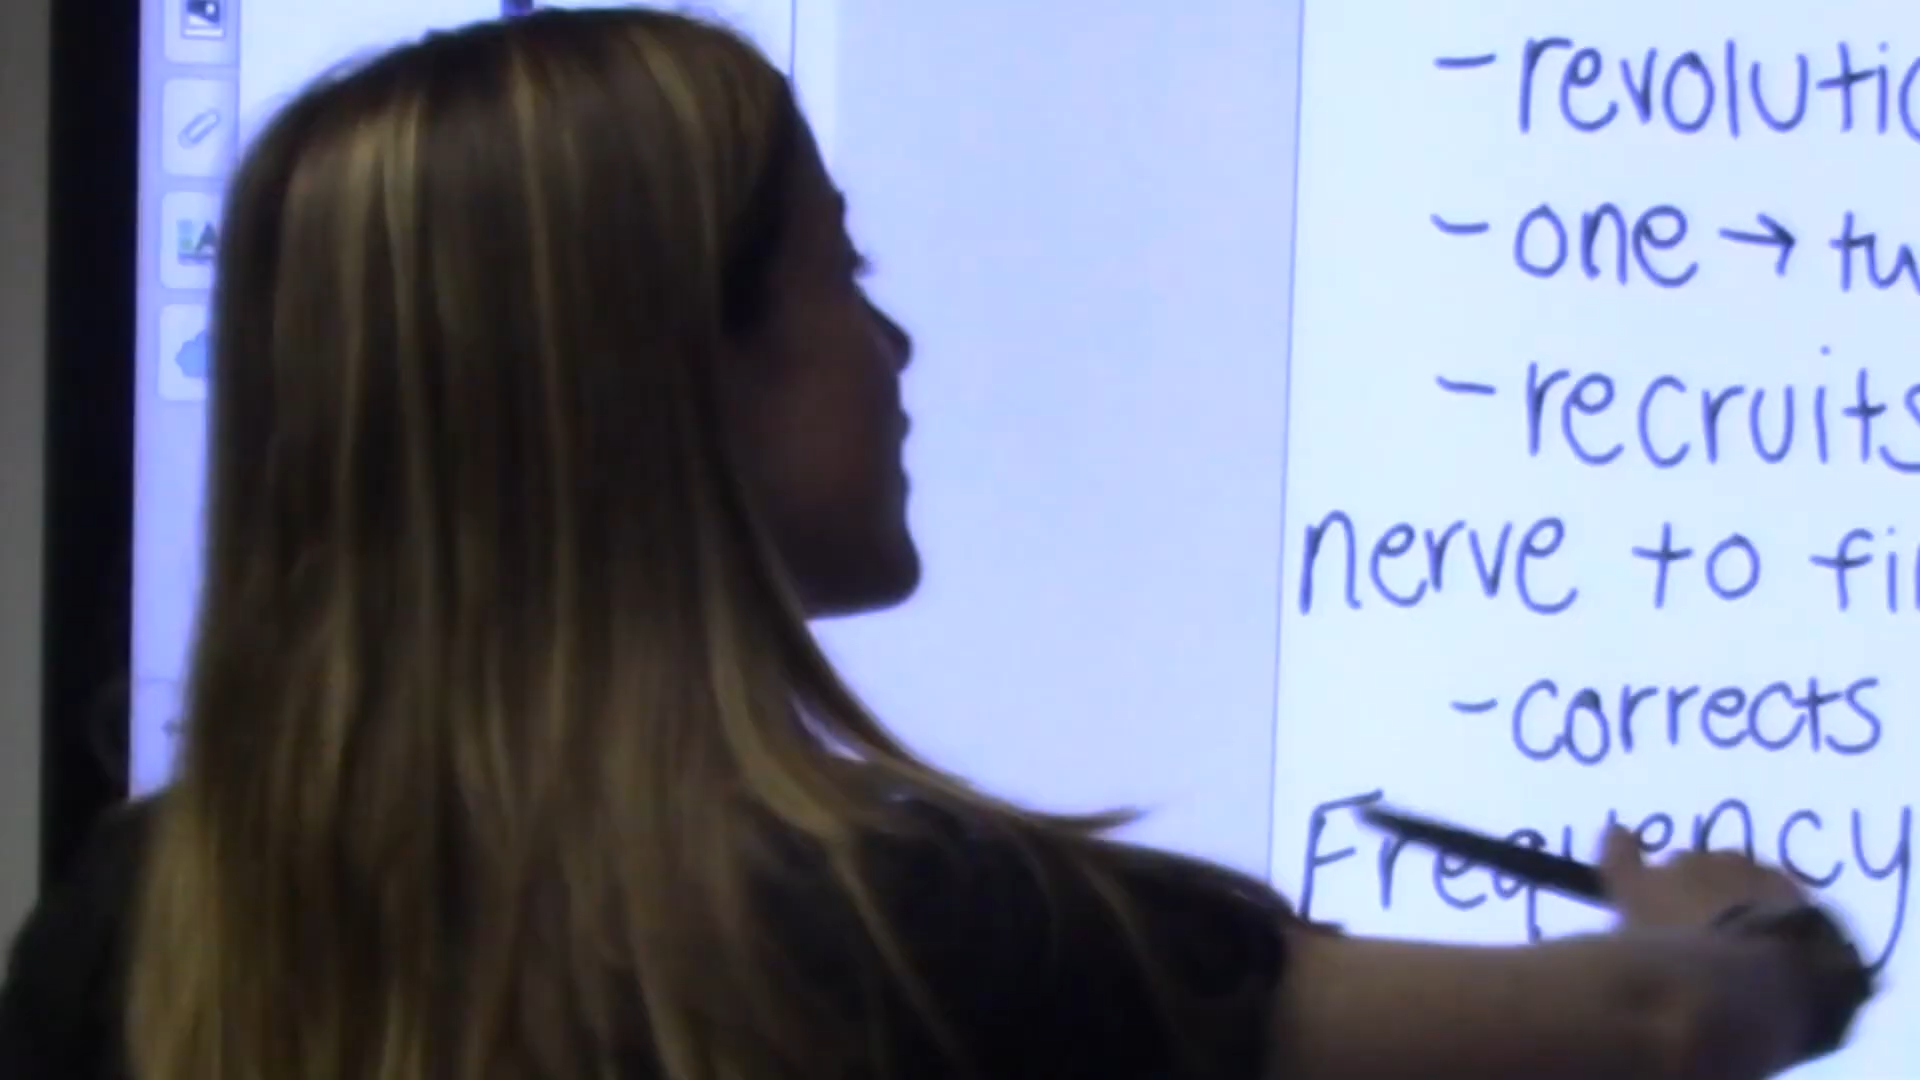 - revolutio
- one → tw
- recruits
nerve to fi
- corrects
Frequency